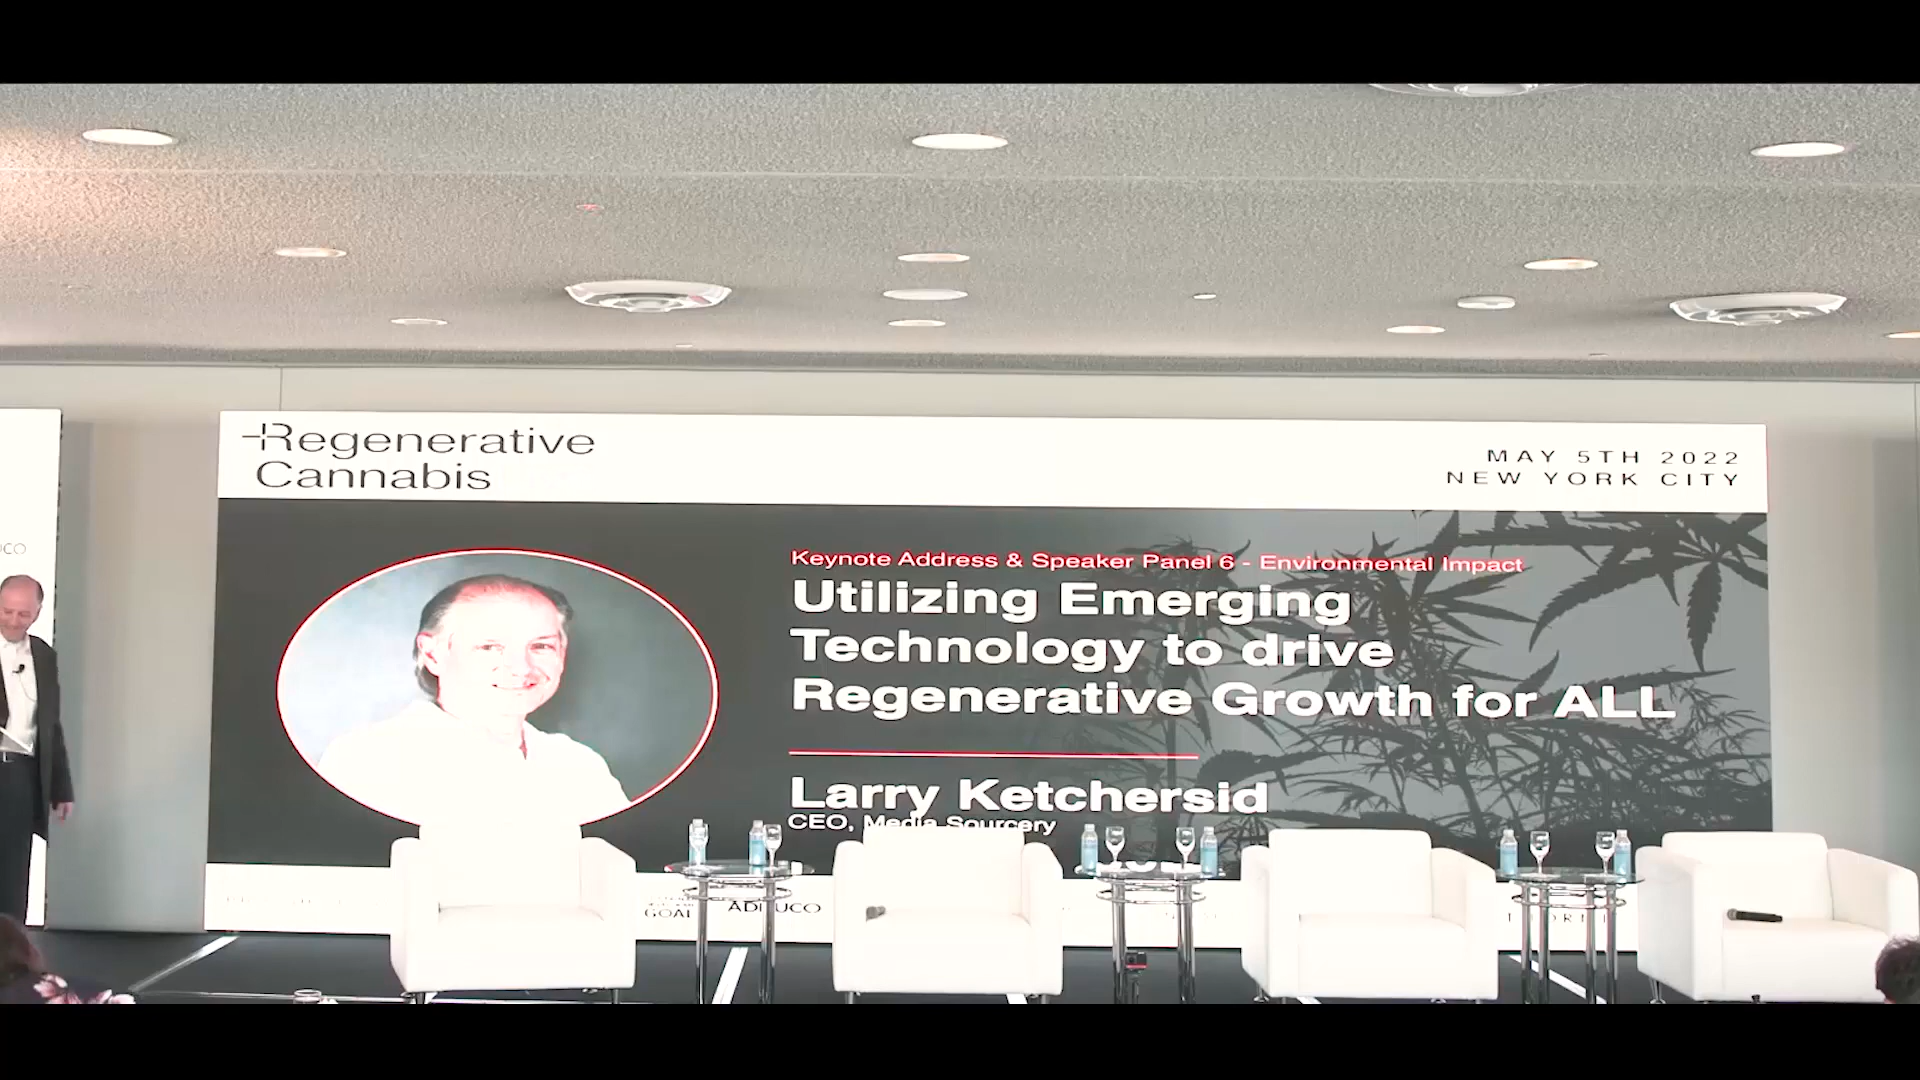 Regenerative
Cannabis
MAY 5TH 2022
NEW YORK CITY
Keynote Address & Speaker Panel 6 - Environmental Impact
Utilizing Emerging
Technology to drive
Regenerative Growth for ALL
Larry Ketchersid
CEO, Media Sourcery